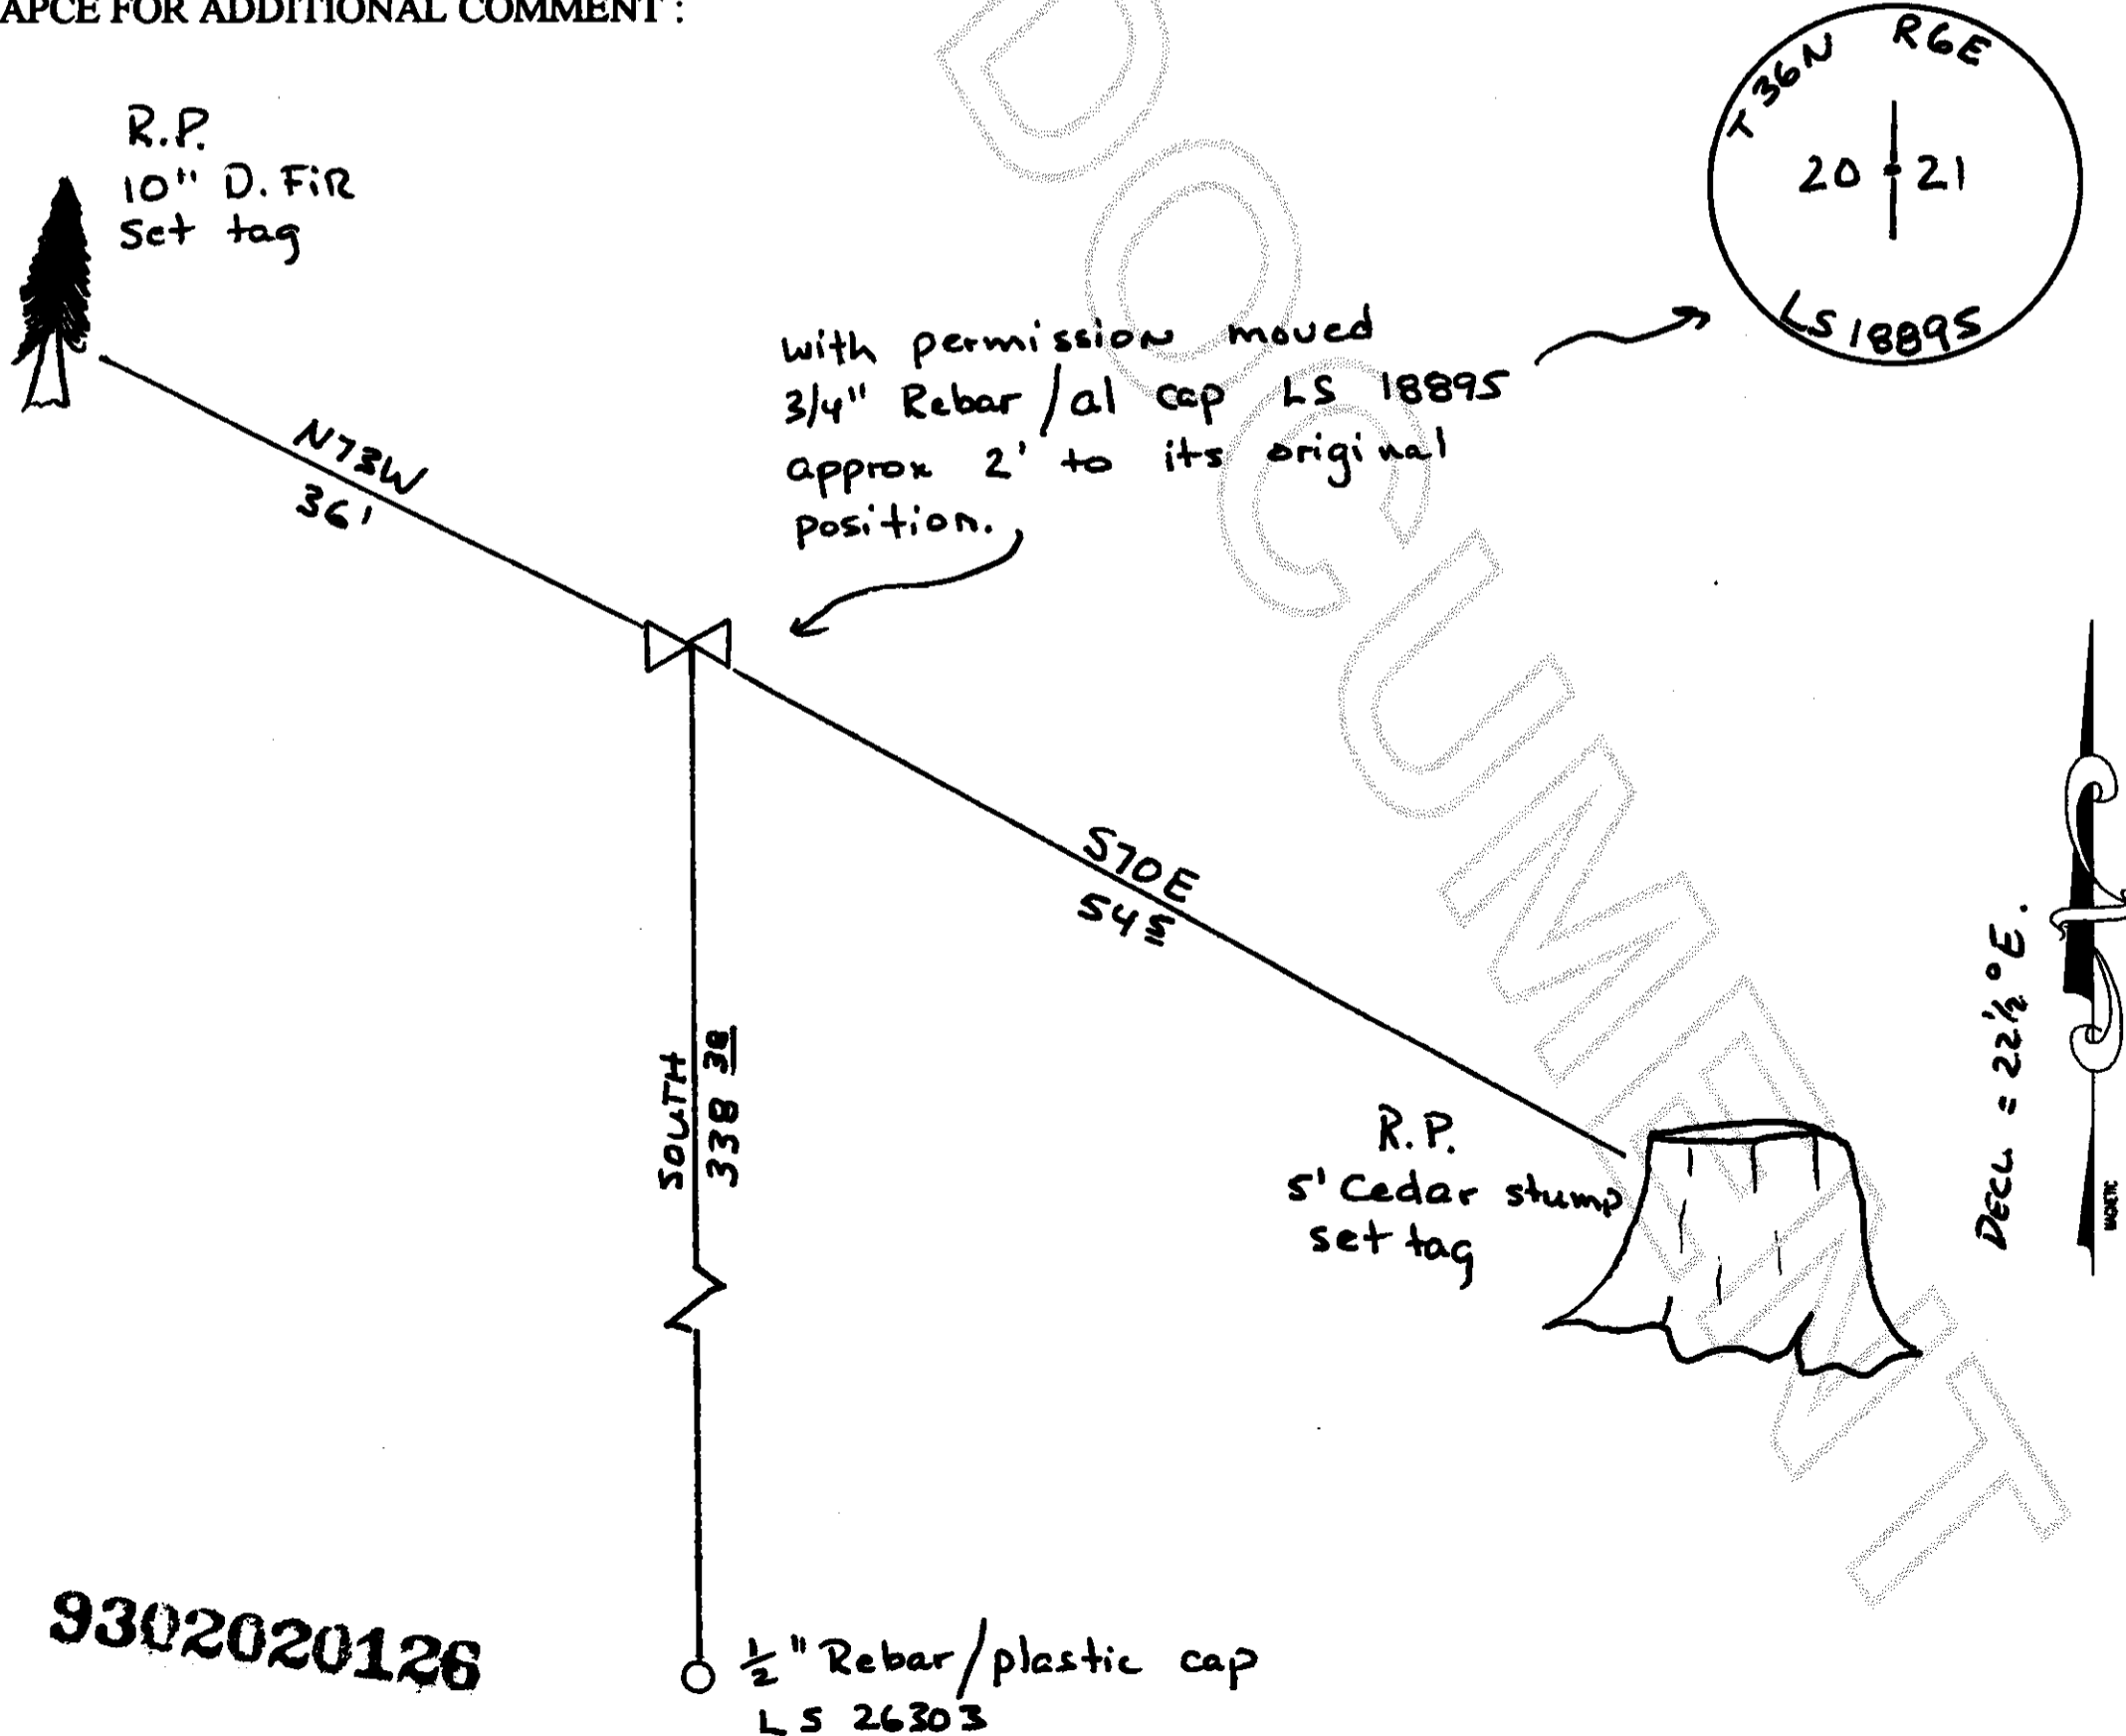 APCE FOR ADDITIONAL COMMENT :
T36N R6E
20 21
LS 18895
R.P.
10" D. FiR
Set tag
with permission moved
3/4" Rebar / al cap LS 18895
approx 2' to its original
position.
N73W
36'
S70E
54 5
SOUTH
338 38
R.P.
5' Cedar stump
set tag
DECL = 22½°E.
MAGNETIC
DOCUMENT
9302020126
½" Rebar/plastic cap
LS 26303